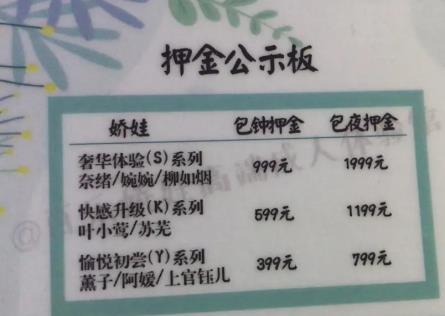 押金公示板
娇娃 包钟押金 包夜押金
奢华体验(S)系列
奈绪/婉婉/柳如烟 999元 1999元
快感升级(K)系列
叶小莺/苏芜 599元 1199元
愉悦初尝(Y)系列
薰子/阿媛/上官钰儿 399元 799元